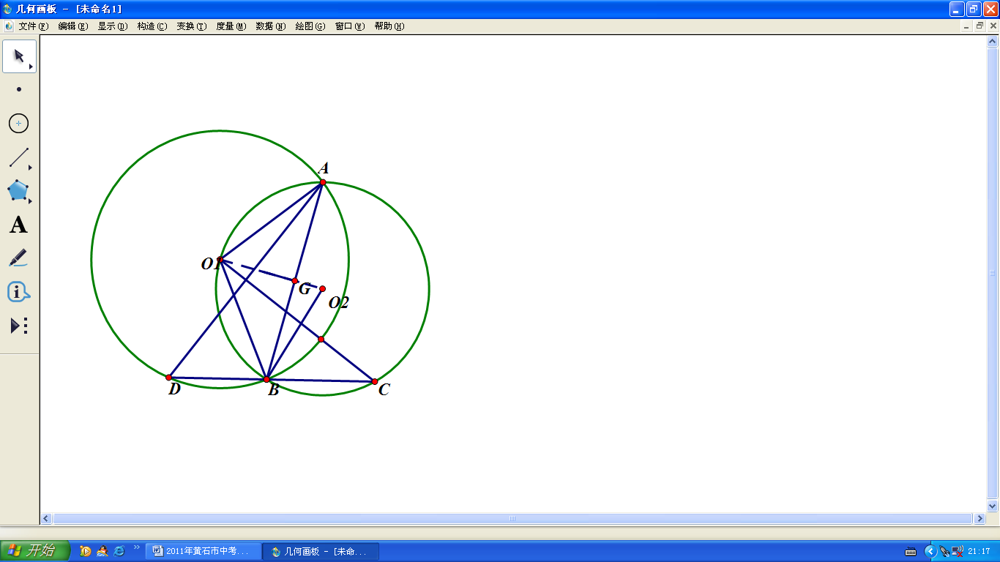 几何画板 - [未命名1]
文件(F) 编辑(E) 显示(D) 构造(C) 变换(T) 度量(M) 数据(N) 绘图(G) 窗口(W) 帮助(H)
A
A
O1
G
O2
D
B
C
开始
2011年黄石市中考...
几何画板 - [未命...
21:17